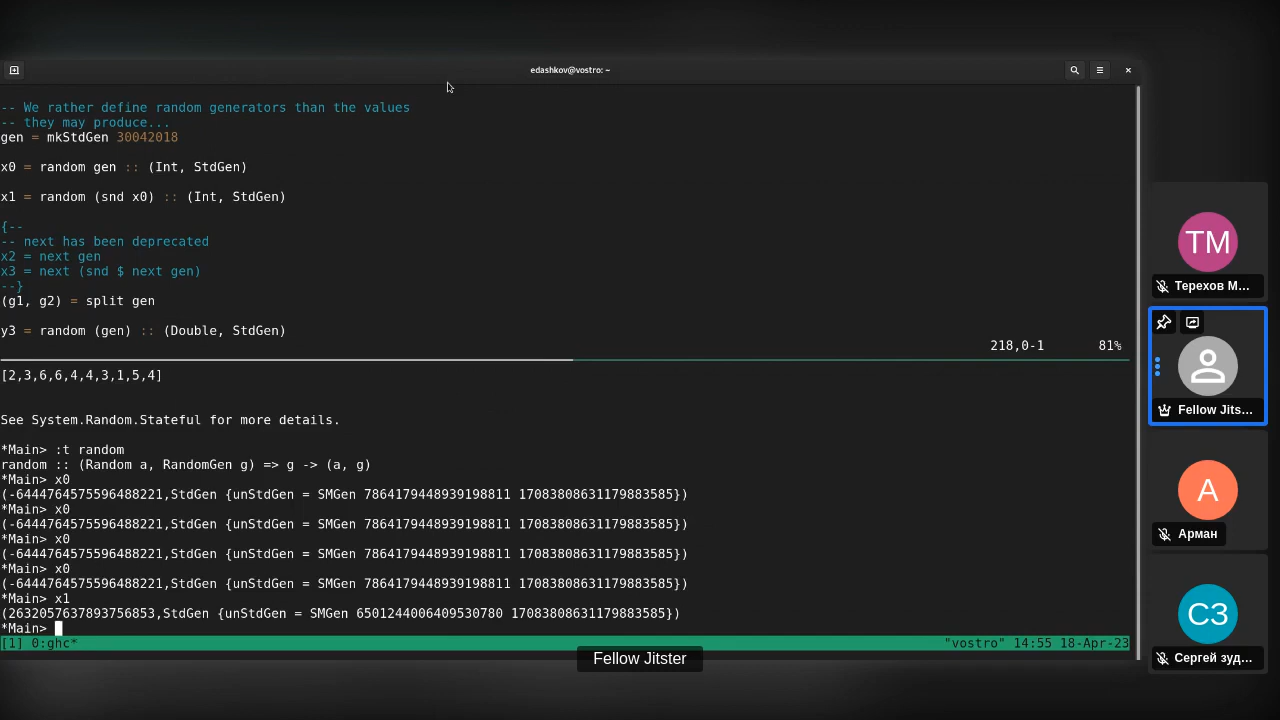 edashkov@vostro: ~
-- We rather define random generators than the values
-- they may produce...
gen = mkStdGen 30042018
x0 = random gen :: (Int, StdGen)
x1 = random (snd x0) :: (Int, StdGen)
{--
-- next has been deprecated
x2 = next gen
x3 = next (snd $ next gen)
--}
(g1, g2) = split gen
y3 = random (gen) :: (Double, StdGen)
218,0-1 81%
[2,3,6,6,4,4,3,1,5,4]
See System.Random.Stateful for more details.
*Main> :t random
random :: (Random a, RandomGen g) => g -> (a, g)
*Main> x0
(-6444764575596488221,StdGen {unStdGen = SMGen 7864179448939198811 17083808631179883585})
*Main> x0
(-6444764575596488221,StdGen {unStdGen = SMGen 7864179448939198811 17083808631179883585})
*Main> x0
(-6444764575596488221,StdGen {unStdGen = SMGen 7864179448939198811 17083808631179883585})
*Main> x0
(-6444764575596488221,StdGen {unStdGen = SMGen 7864179448939198811 17083808631179883585})
*Main> x1
(2632057637893756853,StdGen {unStdGen = SMGen 6501244006409530780 17083808631179883585})
*Main>
[1] 0:ghc* "vostro" 14:55 18-Apr-23
Fellow Jitster
TM
Терехов М...
Fellow Jits...
А
Арман
СЗ
Сергей зуд...